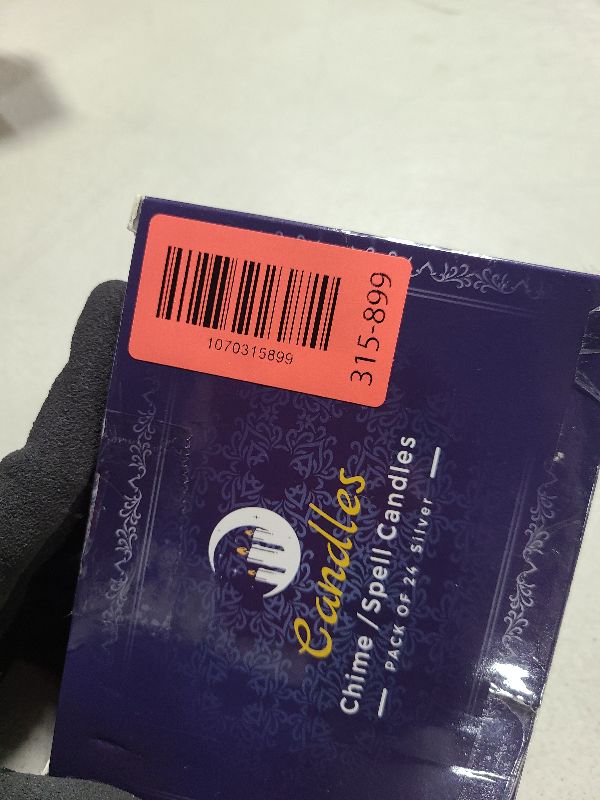 1070315899
315-899
Candles
Chime / Spell Candles
PACK OF 24 Silver